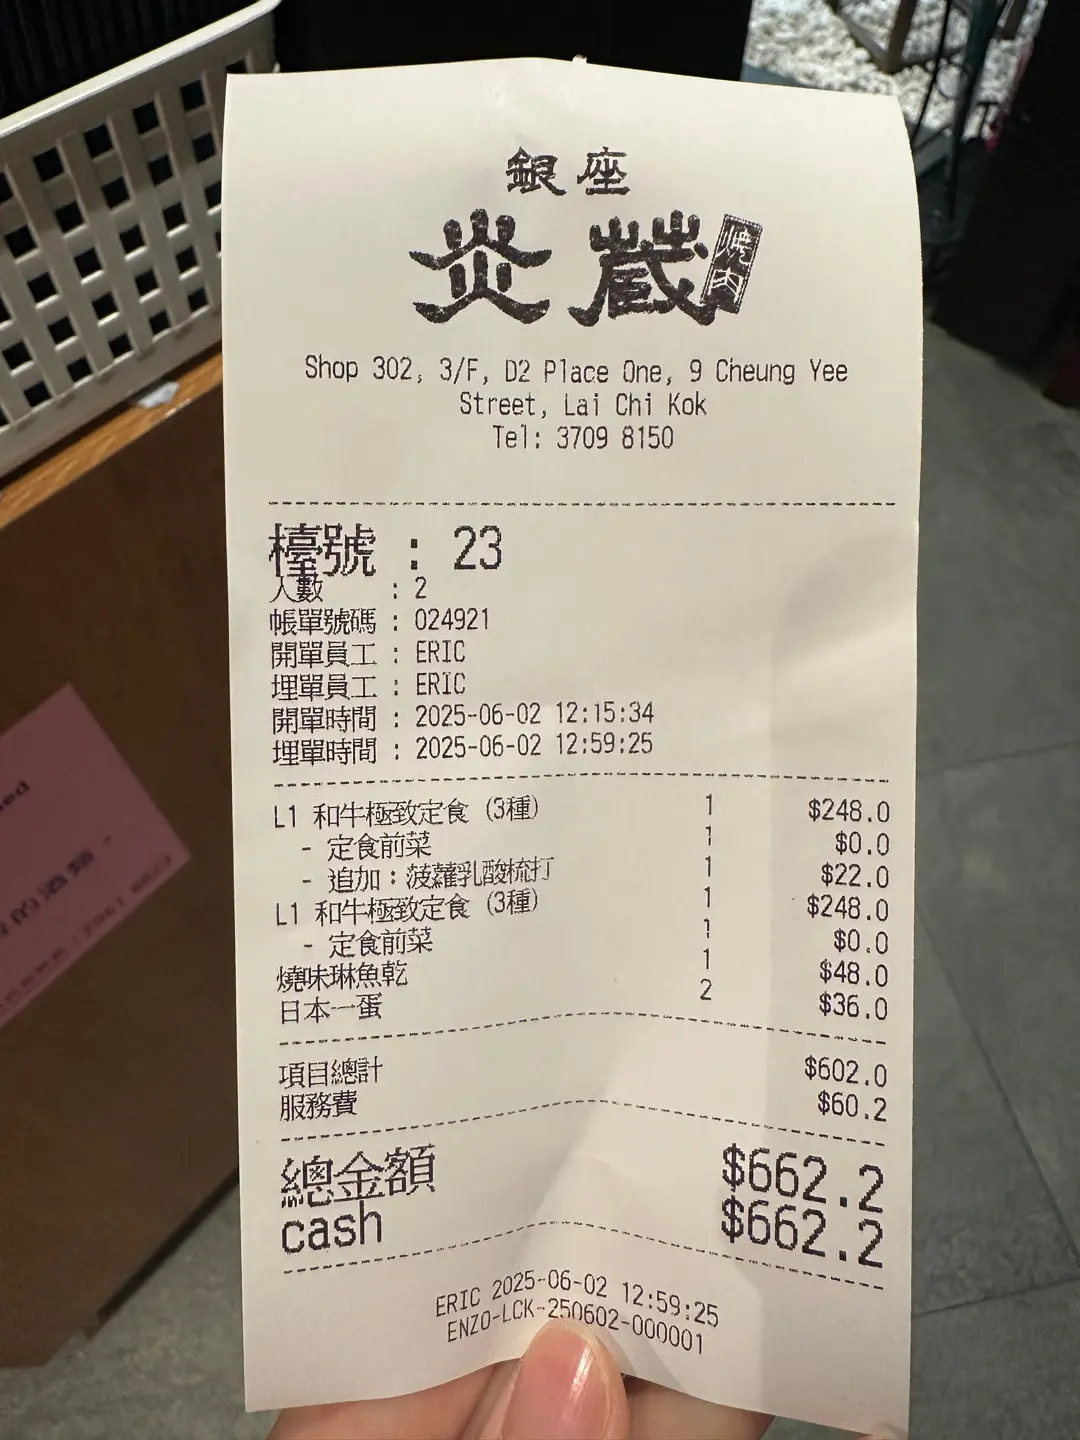 銀座
炎蔵
焼肉
Shop 302, 3/F, D2 Place One, 9 Cheung Yee
Street, Lai Chi Kok
Tel: 3709 8150
檯號 : 23
人數 : 2
帳單號碼 : 024921
開單員工 : ERIC
埋單員工 : ERIC
開單時間 : 2025-06-02 12:15:34
埋單時間 : 2025-06-02 12:59:25
L1 和牛極致定食 (3種) 1 $248.0
- 定食前菜 1 $0.0
- 追加：菠蘿乳酸梳打 1 $22.0
L1 和牛極致定食 (3種) 1 $248.0
- 定食前菜 1 $0.0
燒味琳魚乾 1 $48.0
日本一蛋 2 $36.0
項目總計 $602.0
服務費 $60.2
總金額 $662.2
cash $662.2
ERIC 2025-06-02 12:59:25
ENZO-LCK-250602-000001